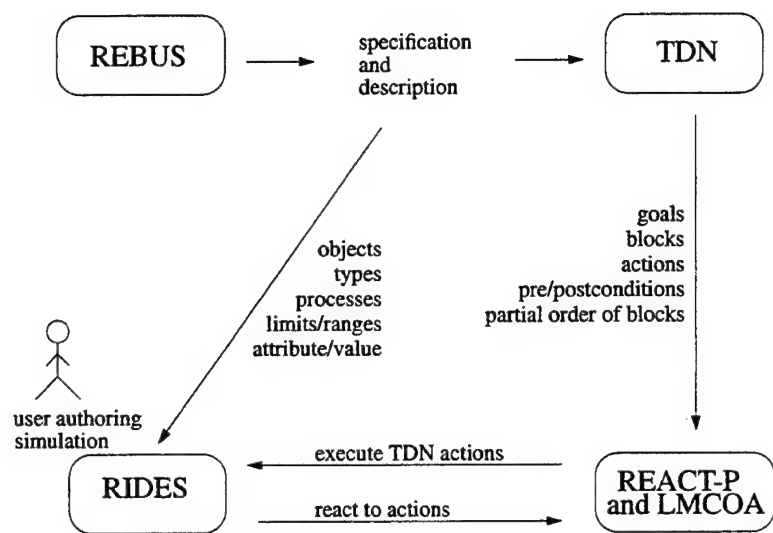 REBUS
specification
and
description
TDN
objects
types
processes
limits/ranges
attribute/value
goals
blocks
actions
pre/postconditions
partial order of blocks
user authoring
simulation
RIDES
execute TDN actions
react to actions
REACT-P
and LMCOA